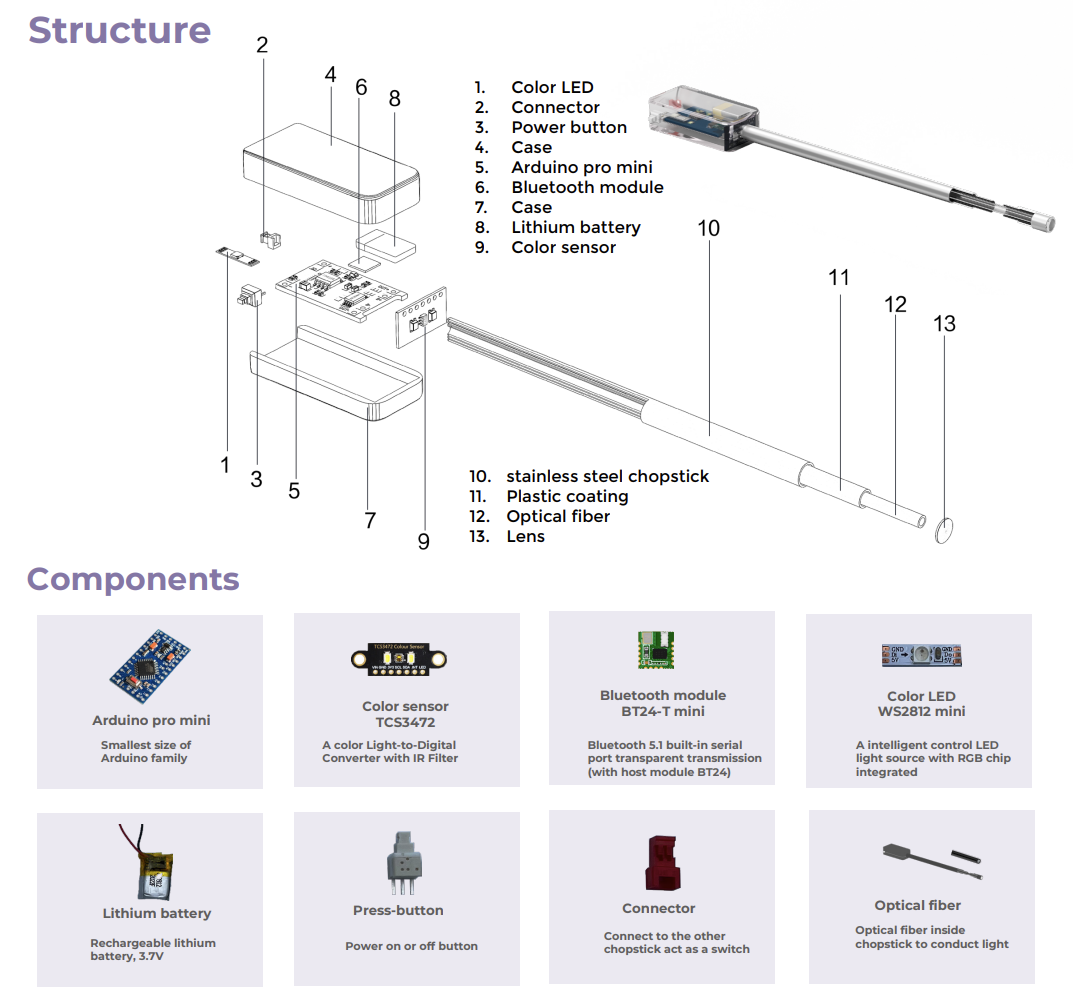 Structure
2
4
6
8
1. Color LED
2. Connector
3. Power button
4. Case
5. Arduino pro mini
6. Bluetooth module
7. Case
8. Lithium battery
9. Color sensor
10
11
12
13
1
3
5
7
9
10. stainless steel chopstick
11. Plastic coating
12. Optical fiber
13. Lens
Components
Arduino pro mini
Smallest size of
Arduino family
TCS3472 Colour Sensor
Color sensor
TCS3472
A color Light-to-Digital
Converter with IR Filter
Bluetooth module
BT24-T mini
Bluetooth 5.1 built-in serial
port transparent transmission
(with host module BT24)
GND
5V
GND
5V
Color LED
WS2812 mini
A intelligent control LED
light source with RGB chip
integrated
Lithium battery
Rechargeable lithium
battery, 3.7V
Press-button
Power on or off button
Connector
Connect to the other
chopstick act as a switch
Optical fiber
Optical fiber inside
chopstick to conduct light